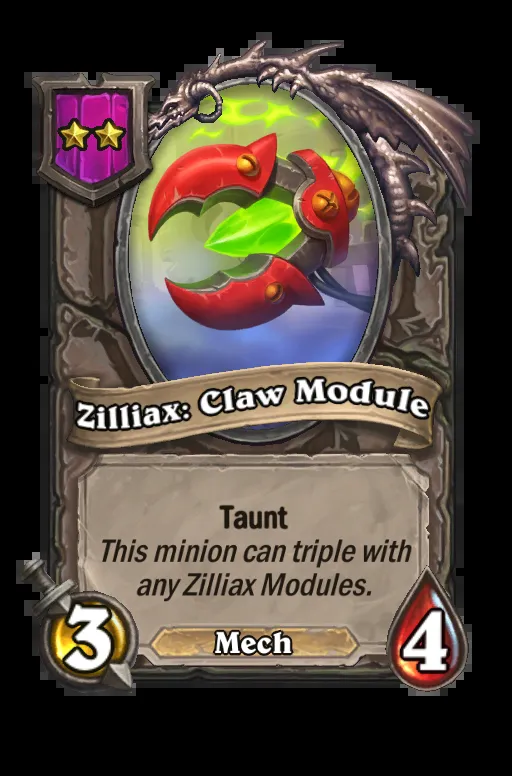 Zilliax: Claw Module
Taunt
This minion can triple with
any Zilliax Modules.
3
Mech
4